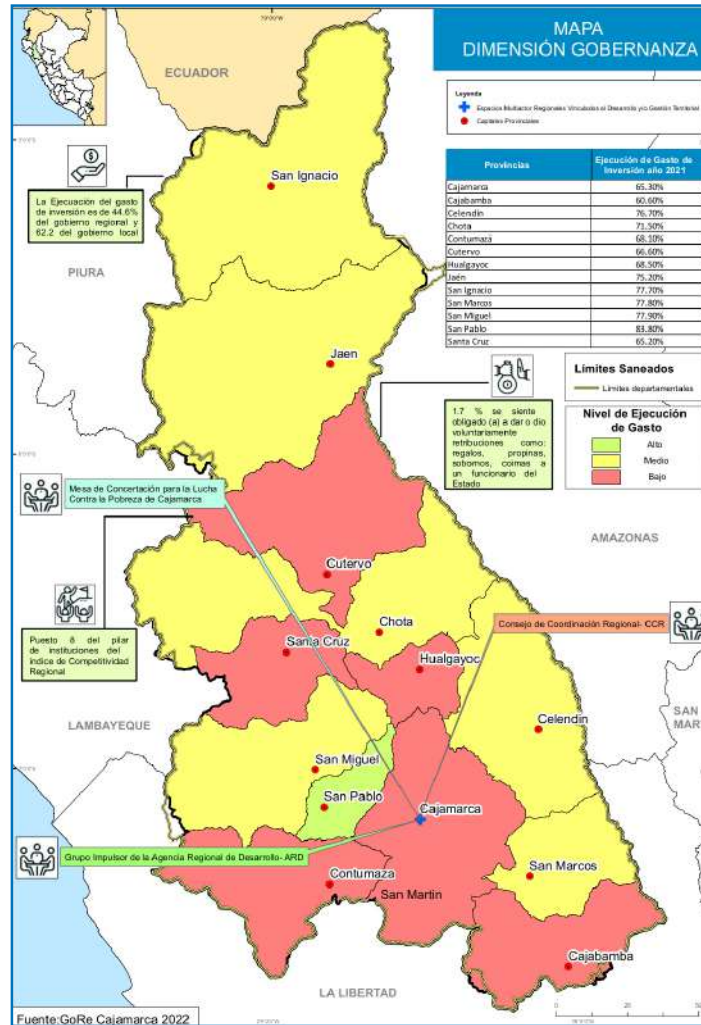 MAPA
DIMENSIÓN GOBERNANZA
ECUADOR
Leyenda
Espacios Multiactor Regionales Vinculados al Desarrollo y/o Gestión Territorial
Capitales Provinciales
Provincias Ejecución de Gasto de Inversión año 2021
Cajamarca 65.30%
Cajabamba 60.60%
Celendín 76.70%
Chota 71.50%
Contumaza 68.10%
Cutervo 66.60%
Hualgayoc 68.50%
Jaén 75.20%
San Ignacio 77.70%
San Marcos 77.80%
San Miguel 77.90%
San Pablo 83.80%
Santa Cruz 65.20%
San Ignacio
La Ejecución del gasto
de inversión es de 44.6%
del gobierno regional y
62.2 del gobierno local
PIURA
Jaen
Límites Saneados
Límites departamentales
Nivel de Ejecución
de Gasto
Alto
Medio
Bajo
1.7 % se siente
obligado (a) a dar o dio
voluntariamente
retribuciones como:
regalos, propinas,
sobornos, coimas a
un funcionario del
Estado
Mesa de Concertación para la Lucha
Contra la Pobreza de Cajamarca
AMAZONAS
Cutervo
Chota
Consejo de Coordinación Regional- CCR
Puesto 8 del pilar
de instituciones del
índice de Competitividad
Regional
Santa Cruz
Hualgayoc
LAMBAYEQUE
SAN
MART
Celendin
San Miguel
San Pablo
Cajamarca
Grupo Impulsor de la Agencia Regional de Desarrollo- ARD
San Marcos
Contumaza
San Martin
Cajabamba
LA LIBERTAD
Fuente:GoRe Cajamarca 2022